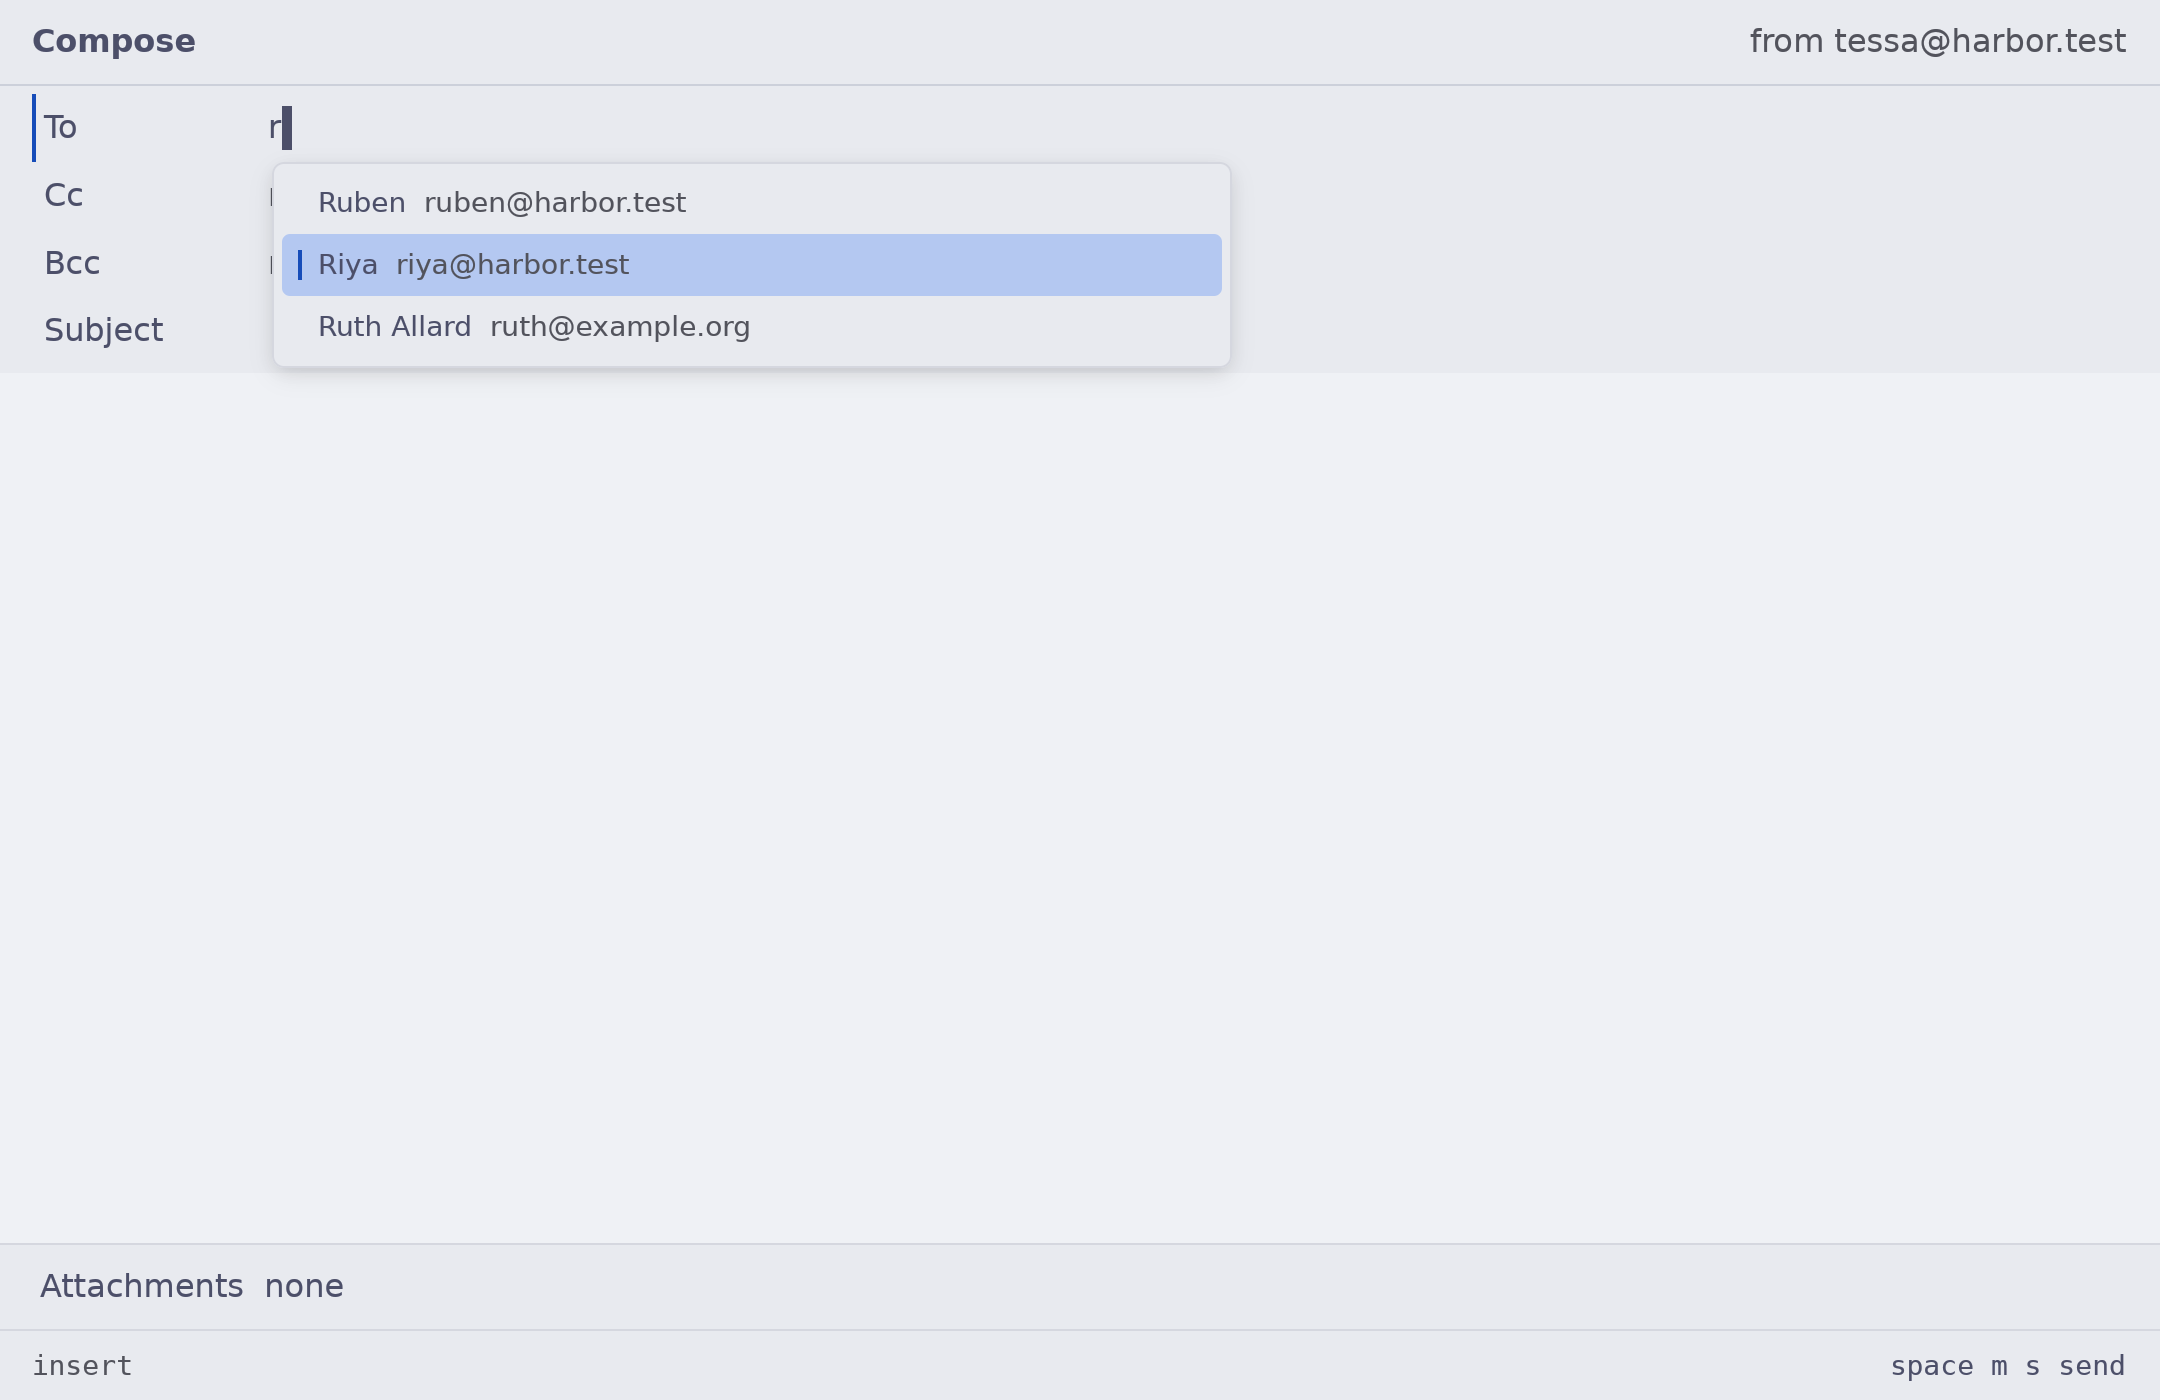 Compose from tessa@harbor.test
To r
Cc
Ruben ruben@harbor.test
Bcc
Riya riya@harbor.test
Subject
Ruth Allard ruth@example.org
Attachments none
insert space m s send